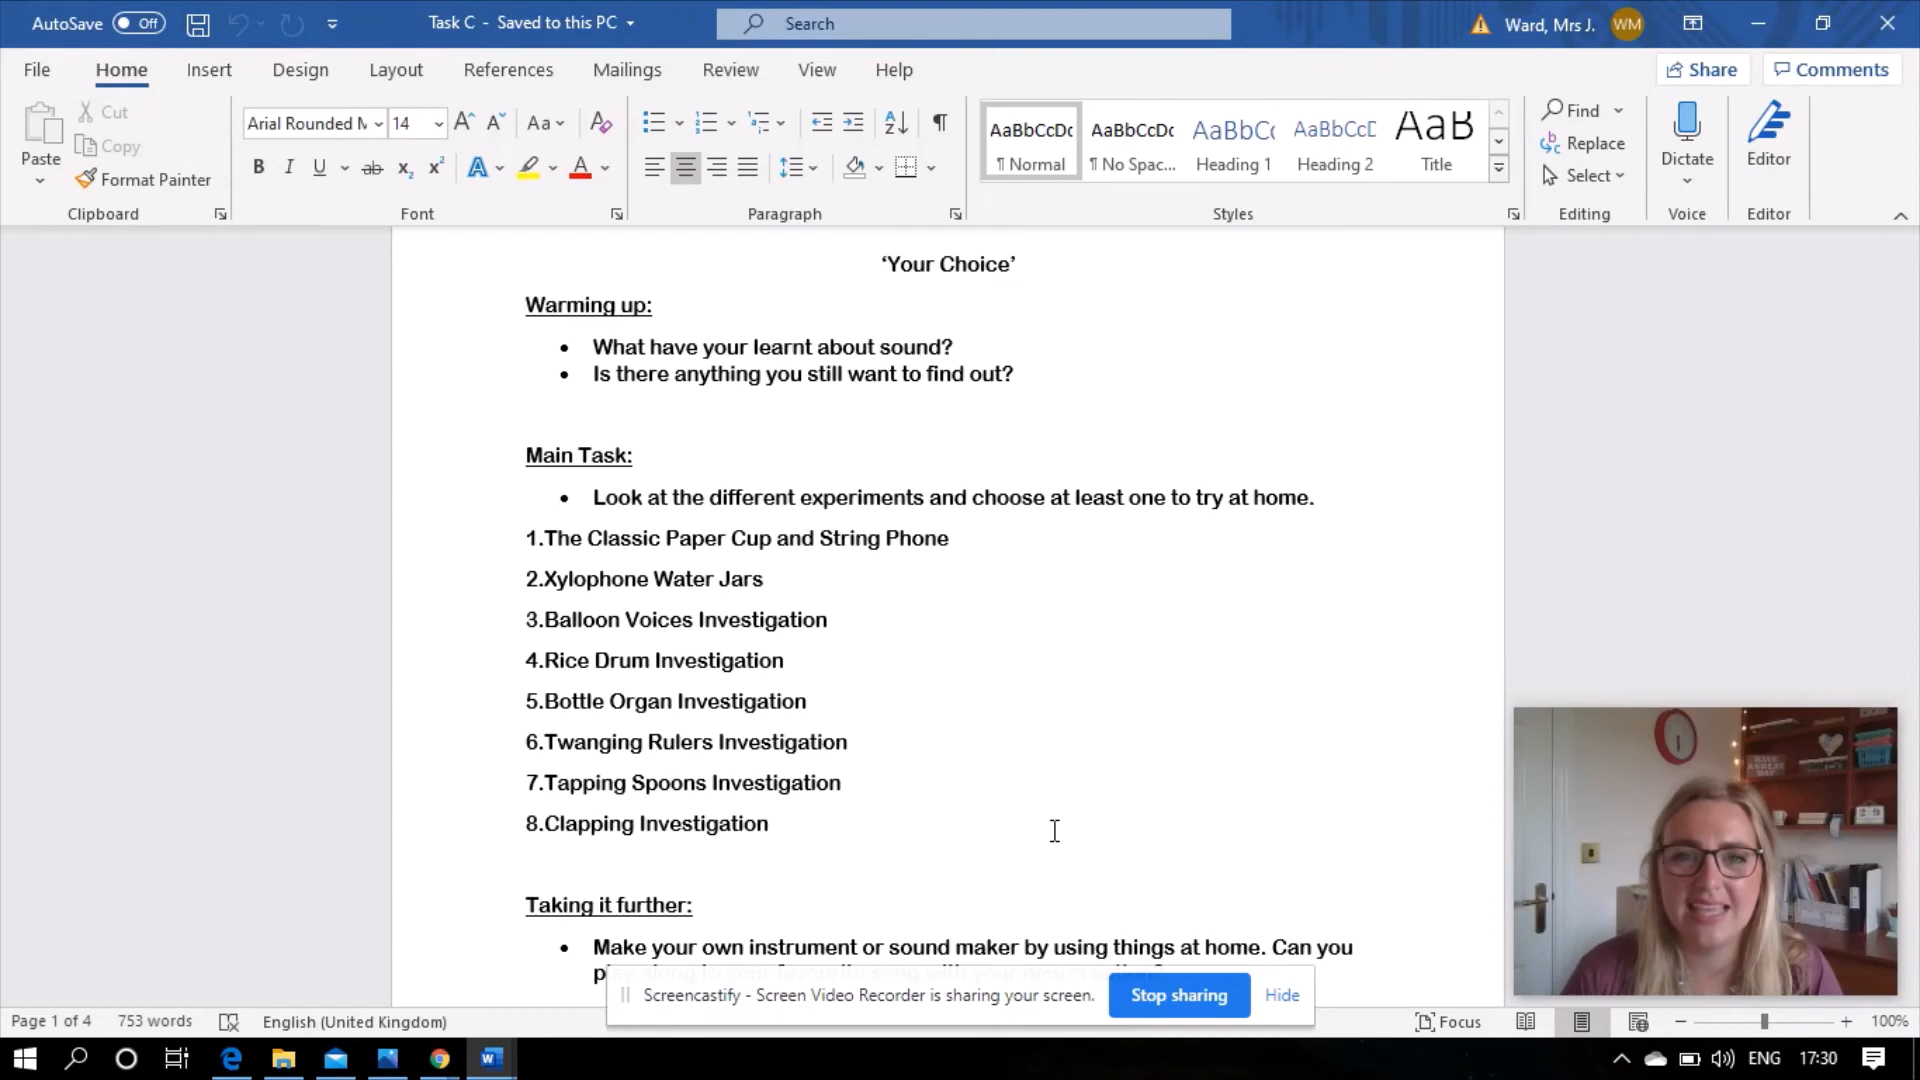 AutoSave Off Task C - Saved to this PC Search Ward, Mrs J. WM
File Home Insert Design Layout References Mailings Review View Help Share Comments
Cut Arial Rounded M 14 Aa AaBbCcDc AaBbCcDc AaBbCc AaBbCcD AaB Find
Copy Replace
Paste Format Painter B I U ab x₂ x² A A ¶ Normal ¶ No Spac... Heading 1 Heading 2 Title Select Dictate Editor
Clipboard Font Paragraph Styles Editing Voice Editor
‘Your Choice’
Warming up:
• What have your learnt about sound?
• Is there anything you still want to find out?
Main Task:
• Look at the different experiments and choose at least one to try at home.
1.The Classic Paper Cup and String Phone
2.Xylophone Water Jars
3.Balloon Voices Investigation
4.Rice Drum Investigation
5.Bottle Organ Investigation
6.Twanging Rulers Investigation
7.Tapping Spoons Investigation
8.Clapping Investigation
Taking it further:
• Make your own instrument or sound maker by using things at home. Can you
Screencastify - Screen Video Recorder is sharing your screen. Stop sharing Hide
Page 1 of 4 753 words English (United Kingdom) Focus 100%
ENG 17:30